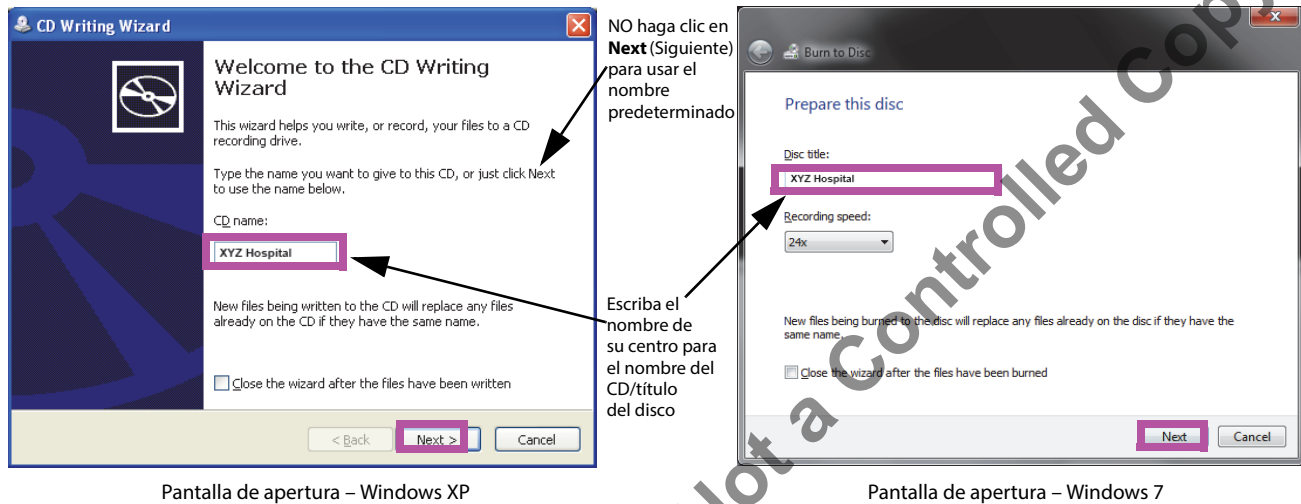 CD Writing Wizard
Welcome to the CD Writing
Wizard
This wizard helps you write, or record, your files to a CD
recording drive.
Type the name you want to give to this CD, or just click Next
to use the name below.
CD name:
XYZ Hospital
New files being written to the CD will replace any files
already on the CD if they have the same name.
Close the wizard after the files have been written
< Back
Next >
Cancel
Pantalla de apertura – Windows XP
NO haga clic en
Next (Siguiente)
para usar el
nombre
predeterminado
Escriba el
nombre de
su centro para
el nombre del
CD/título
del disco
Burn to Disc
Prepare this disc
Disc title:
XYZ Hospital
Recording speed:
24x
New files being burned to the disc will replace any files already on the disc if they have the
same name.
Close the wizard after the files have been burned
Next
Cancel
Pantalla de apertura – Windows 7
Not a Controlled Copy